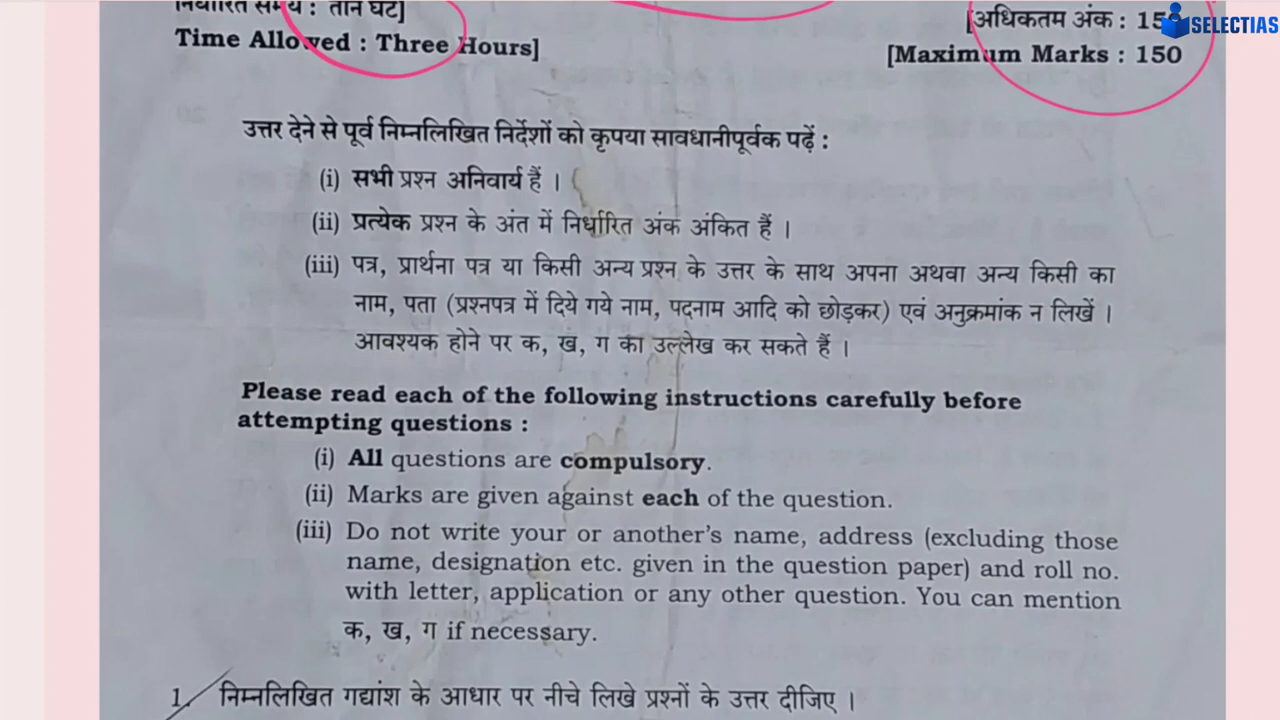 निर्धारित समय : तीन घंटे]
[अधिकतम अंक : 15
SELECTIAS
Time Allowed : Three Hours]
[Maximum Marks : 150
उत्तर देने से पूर्व निम्नलिखित निर्देशों को कृपया सावधानीपूर्वक पढ़ें :
(i) सभी प्रश्न अनिवार्य हैं ।
(ii) प्रत्येक प्रश्न के अंत में निर्धारित अंक अंकित हैं ।
(iii) पत्र, प्रार्थना पत्र या किसी अन्य प्रश्न के उत्तर के साथ अपना अथवा अन्य किसी का
नाम, पता (प्रश्नपत्र में दिये गये नाम, पदनाम आदि को छोड़कर) एवं अनुक्रमांक न लिखें ।
आवश्यक होने पर क, ख, ग का उल्लेख कर सकते हैं ।
Please read each of the following instructions carefully before
attempting questions :
(i) All questions are compulsory.
(ii) Marks are given against each of the question.
(iii) Do not write your or another's name, address (excluding those
name, designation etc. given in the question paper) and roll no.
with letter, application or any other question. You can mention
क, ख, ग if necessary.
1. निम्नलिखित गद्यांश के आधार पर नीचे लिखे प्रश्नों के उत्तर दीजिए ।